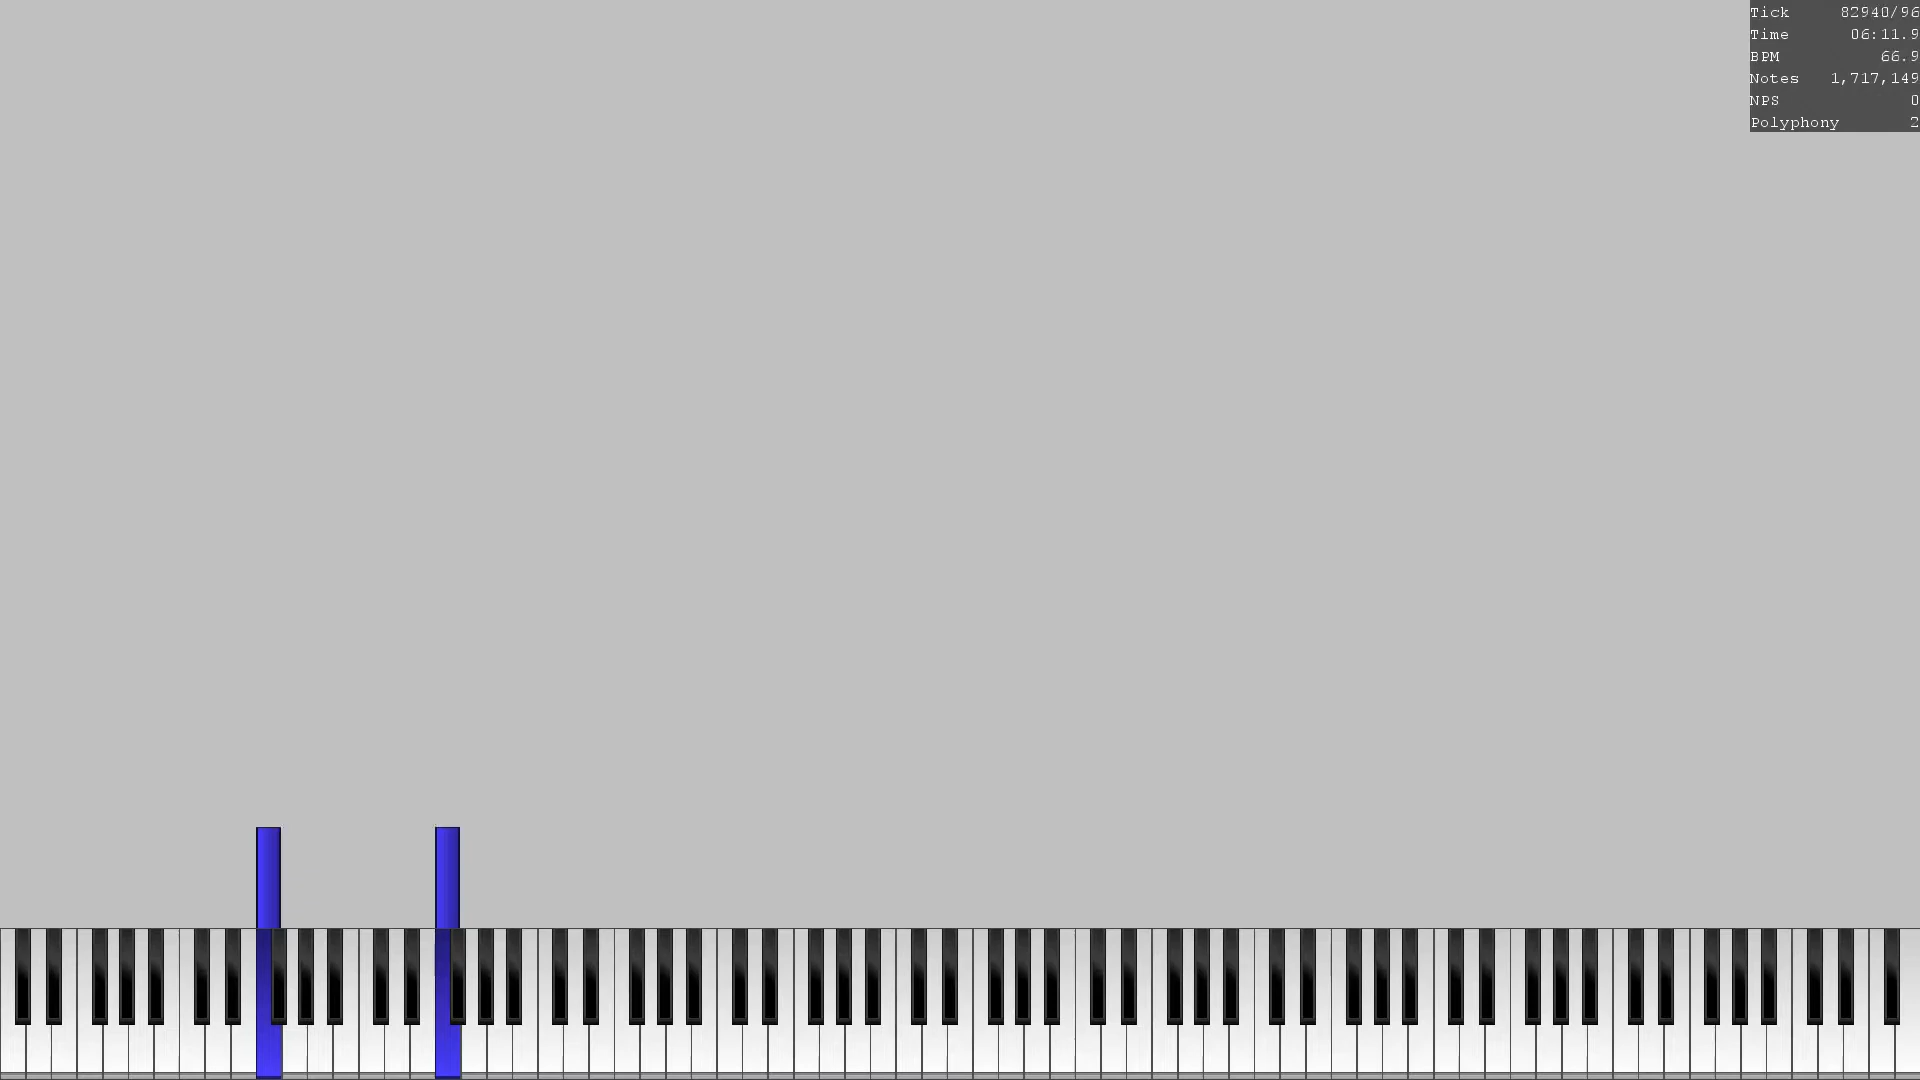 Tick 82940/96
Time 06:11.9
BPM 66.9
Notes 1,717,149
NPS 0
Polyphony 2